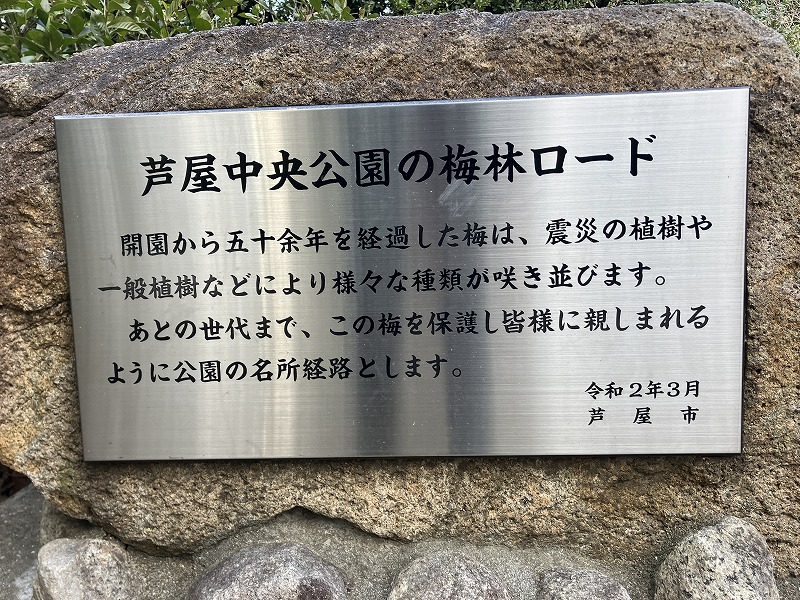 芦屋中央公園の梅林ロード
開園から五十余年を経過した梅は、震災の植樹や
一般植樹などにより様々な種類が咲き並びます。
あとの世代まで、この梅を保護し皆様に親しまれる
ように公園の名所経路とします。
令和２年３月
芦屋市